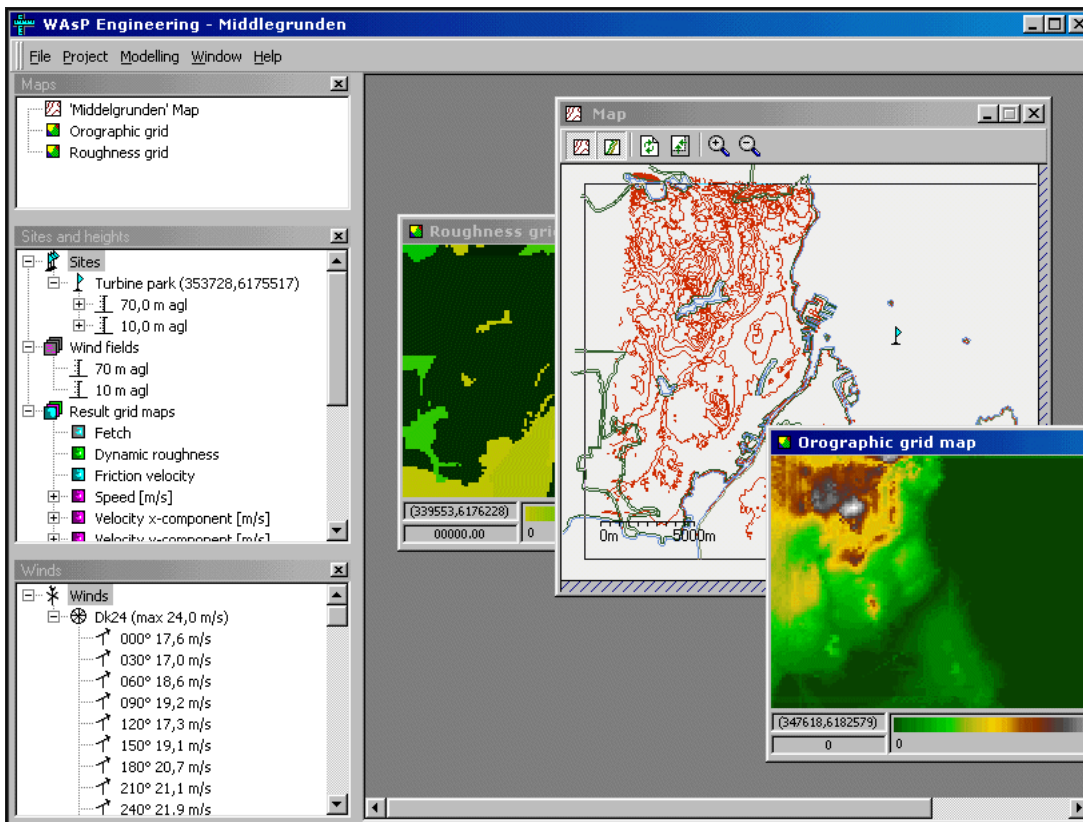 WAsP Engineering - Middlegrunden
File Project Modelling Window Help
Maps
'Middelgrunden' Map
Orographic grid
Roughness grid
Sites and heights
Sites
Turbine park (353728,6175517)
70,0 m agl
10,0 m agl
Wind fields
70 m agl
10 m agl
Result grid maps
Fetch
Dynamic roughness
Friction velocity
Speed [m/s]
Velocity x-component [m/s]
Velocity y-component [m/s]
Winds
Winds
Dk24 (max 24,0 m/s)
000° 17,6 m/s
030° 17,0 m/s
060° 18,6 m/s
090° 19,2 m/s
120° 17,3 m/s
150° 19,1 m/s
180° 20,7 m/s
210° 21,1 m/s
240° 21.9 m/s
Roughness gri
(339553,6176228)
00000.00 0
Map
0m 5000m
Orographic grid map
(347618,6182579)
0 0